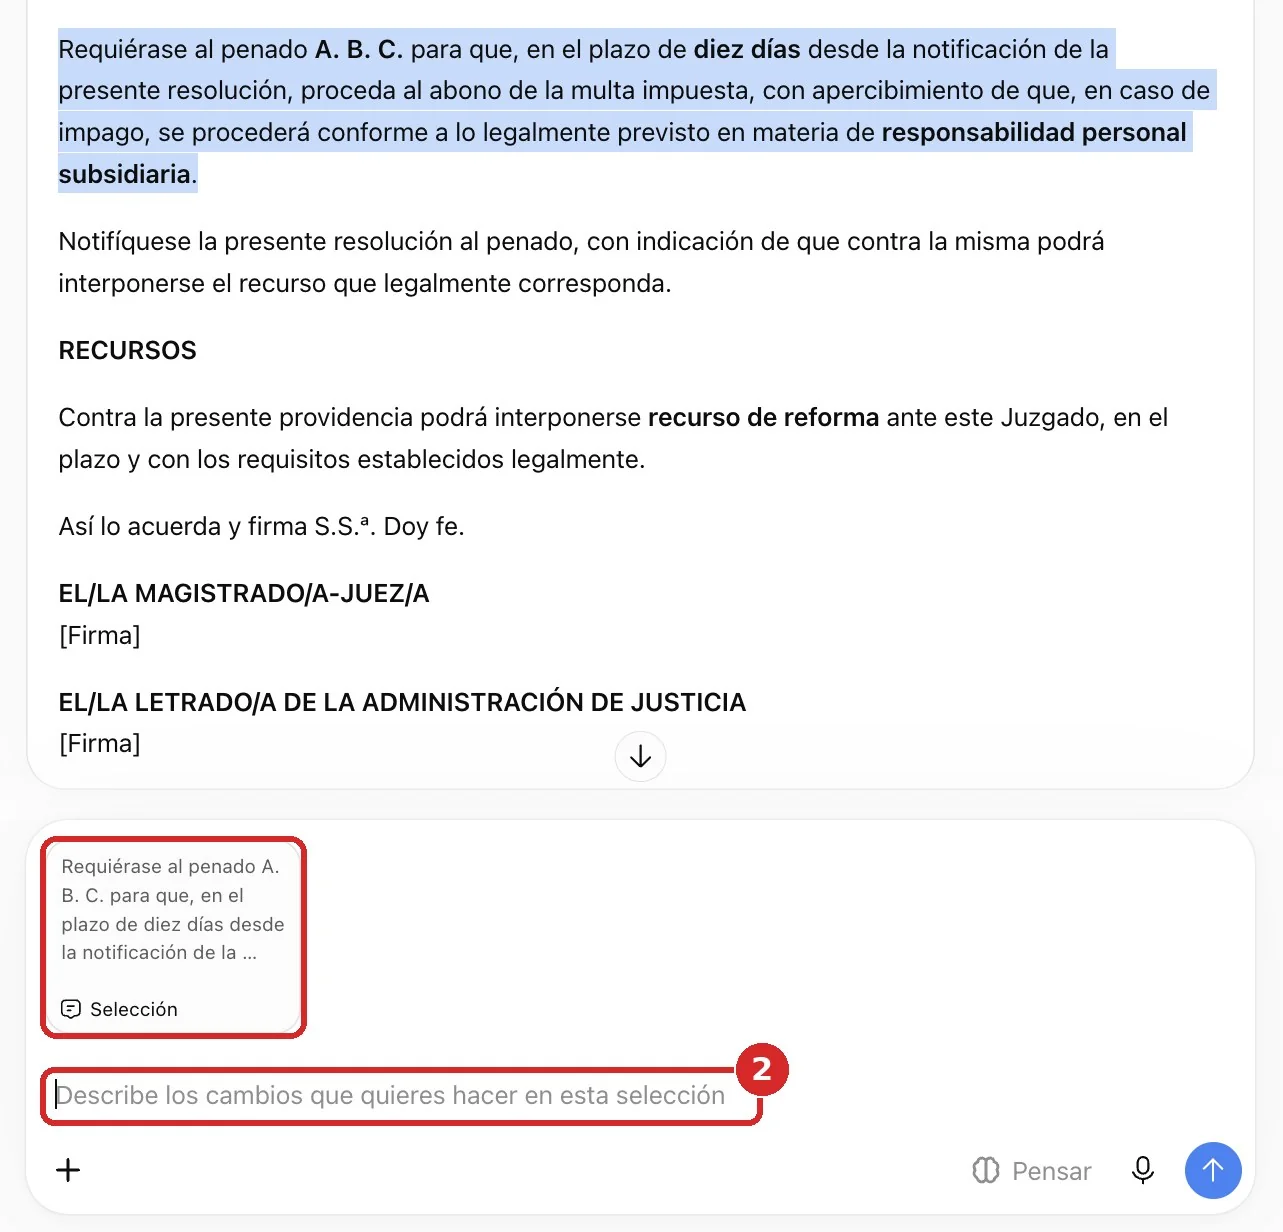 Requiérase al penado A. B. C. para que, en el plazo de diez días desde la notificación de la
presente resolución, proceda al abono de la multa impuesta, con apercibimiento de que, en caso de
impago, se procederá conforme a lo legalmente previsto en materia de responsabilidad personal
subsidiaria.
Notifíquese la presente resolución al penado, con indicación de que contra la misma podrá
interponerse el recurso que legalmente corresponda.
RECURSOS
Contra la presente providencia podrá interponerse recurso de reforma ante este Juzgado, en el
plazo y con los requisitos establecidos legalmente.
Así lo acuerda y firma S.S.ª. Doy fe.
EL/LA MAGISTRADO/A-JUEZ/A
[Firma]
EL/LA LETRADO/A DE LA ADMINISTRACIÓN DE JUSTICIA
[Firma]
Requiérase al penado A.
B. C. para que, en el
plazo de diez días desde
la notificación de la ...
Selección
2
Describe los cambios que quieres hacer en esta selección
Pensar